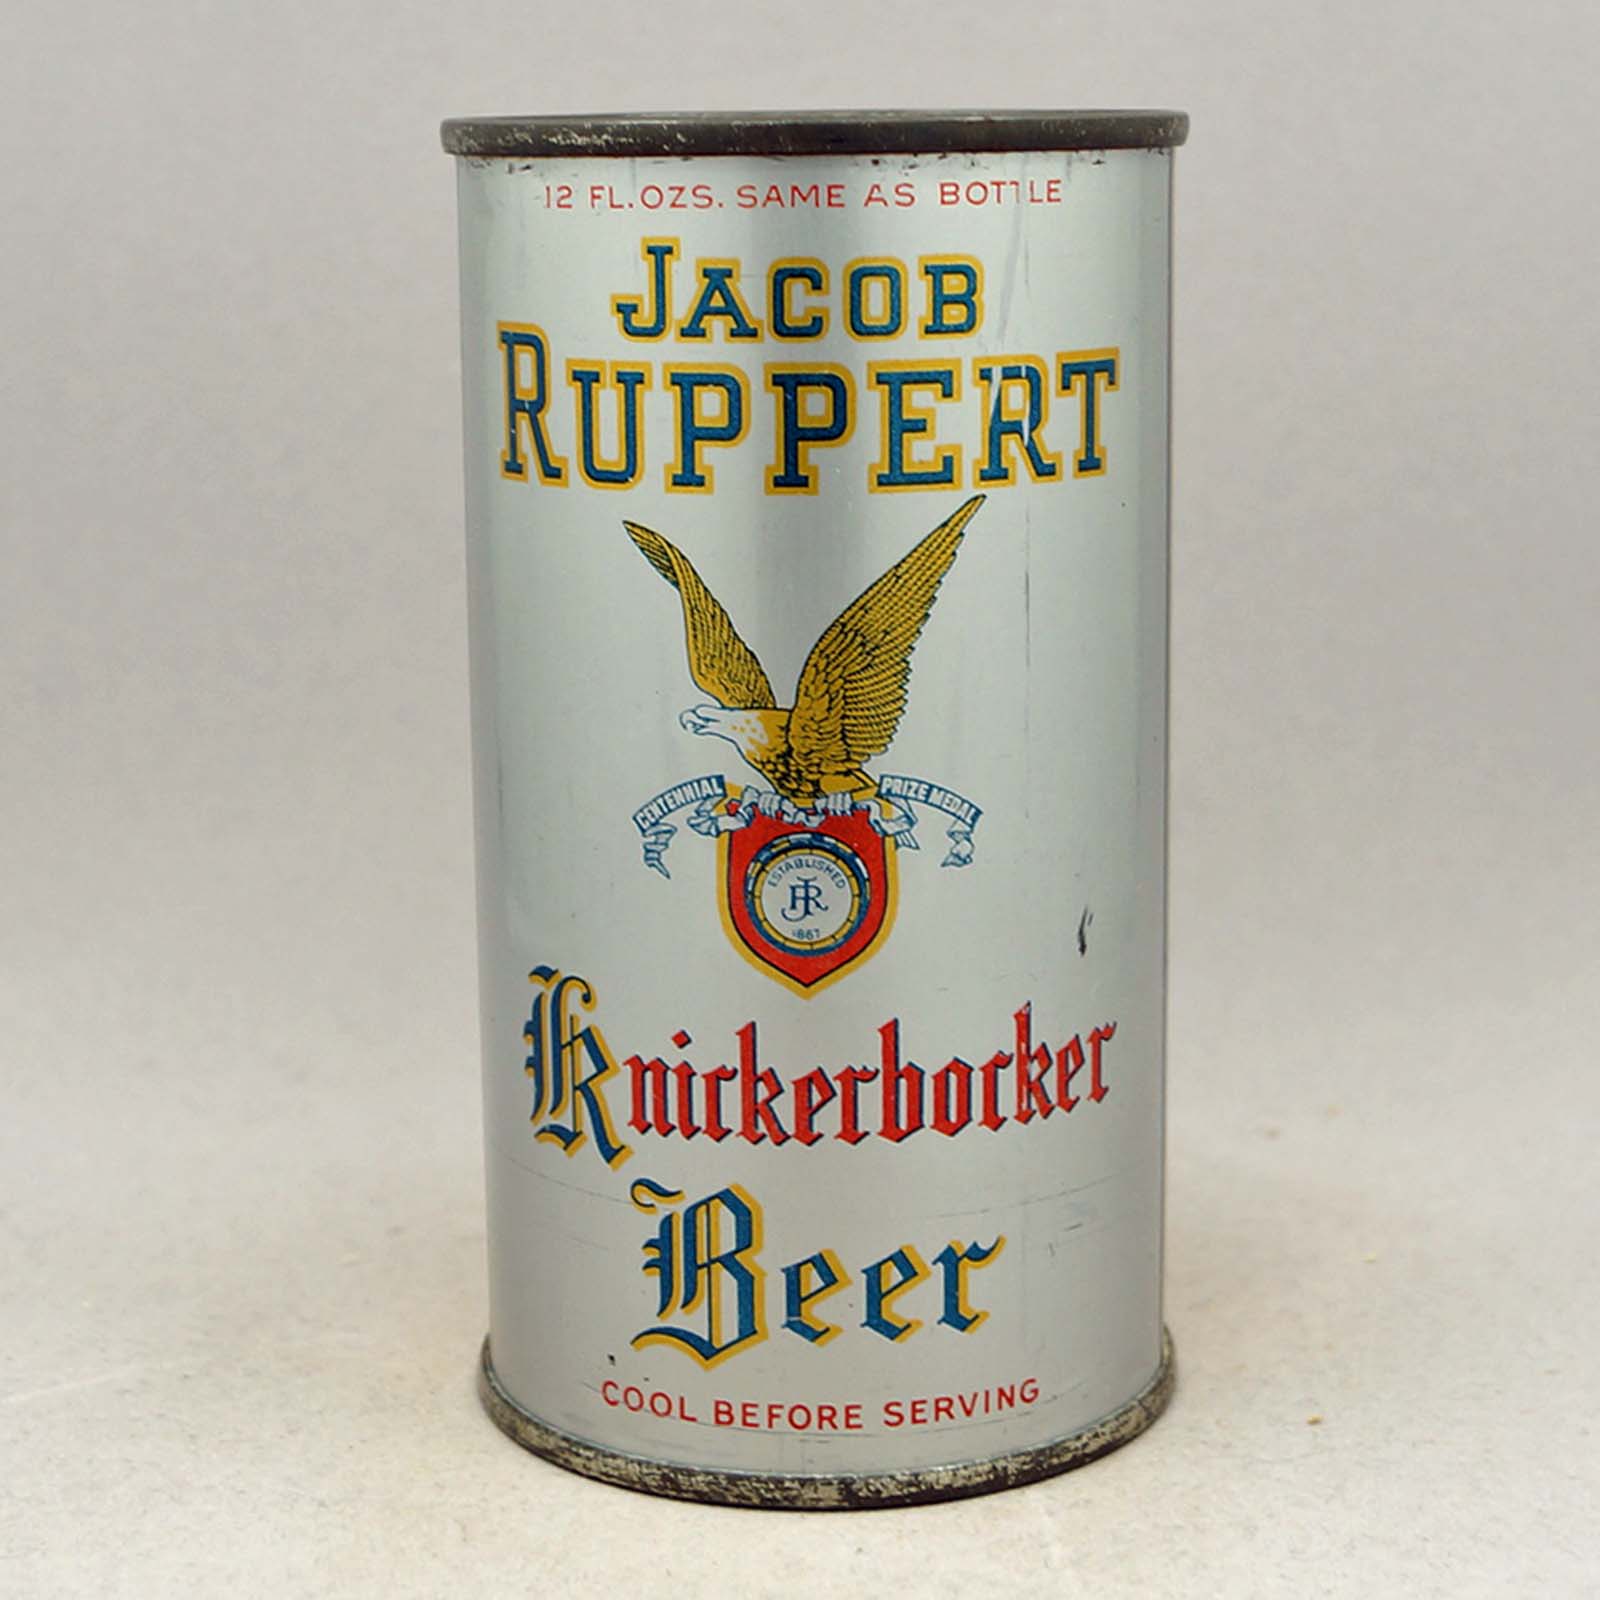 12 FL.OZS. SAME AS BOTTLE
JACOB
RUPPERT
CENTENNIAL PRIZE MEDAL
ESTABLISHED
JR
1867
Knickerbocker
Beer
COOL BEFORE SERVING